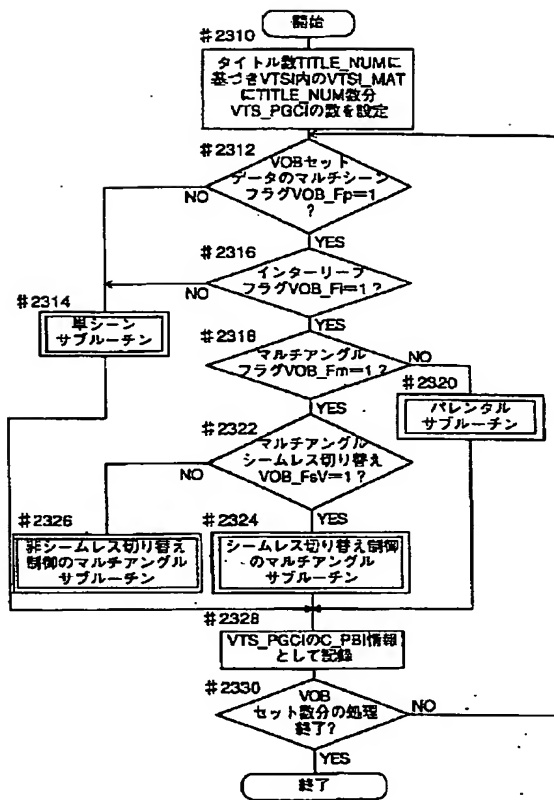 開始
#2310
タイトル数TITLE_NUMに
基づきVTSI内のVTSI_MAT
にTITLE_NUM数分
VTS_PGCIの数を設定
#2312
VOBセット
データのマルチシーン
フラグVOB_Fp=1
?
NO
YES
#2316
インターリーブ
フラグVOB_Fi=1?
NO
#2314
単シーン
サブルーチン
YES
#2318
マルチアングル
フラグVOB_Fm=1?
NO
#2320
パレンタル
サブルーチン
YES
#2322
マルチアングル
シームレス切り替え
VOB_FsV=1?
NO
YES
#2326
非シームレス切り替え
制御のマルチアングル
サブルーチン
#2324
シームレス切り替え制御
のマルチアングル
サブルーチン
#2328
VTS_PGCIのC_PBI情報
として記録
#2330
VOB
セット数分の処理
終了?
NO
YES
終了